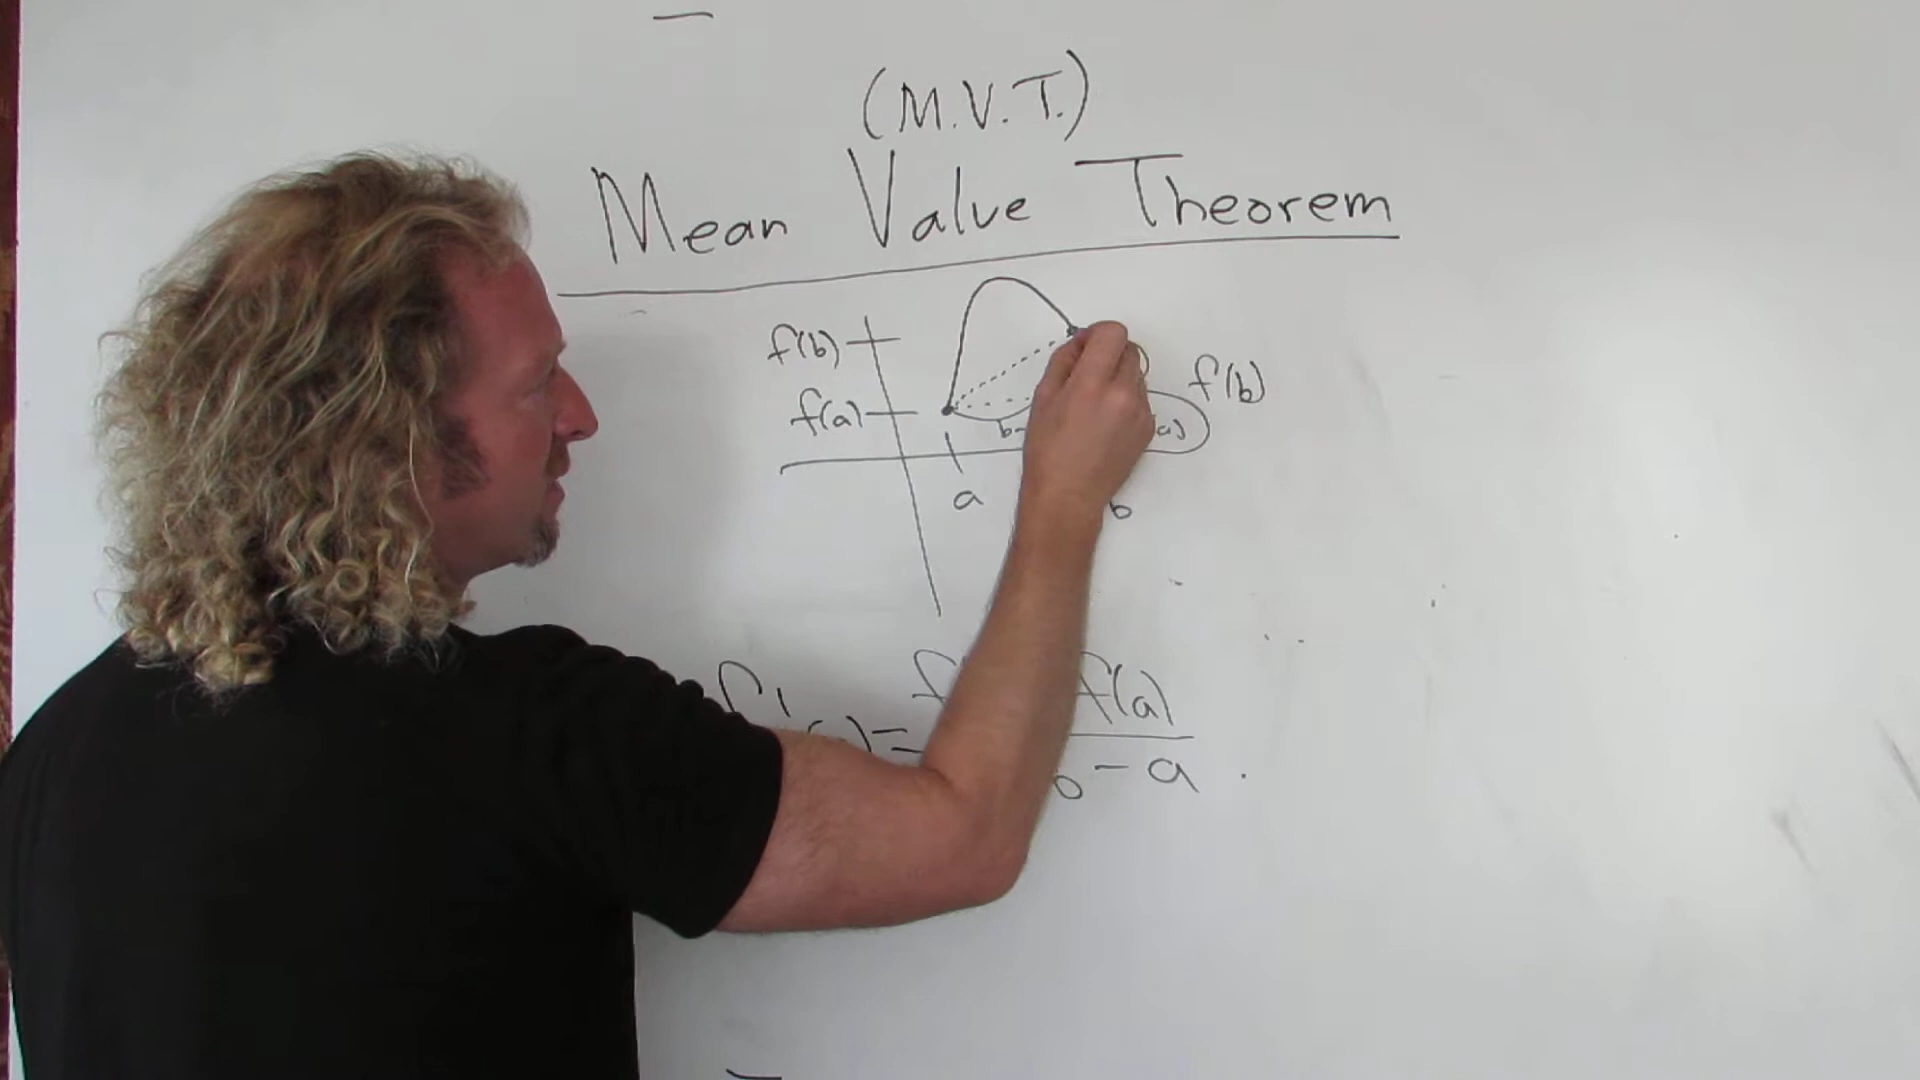 (M.V.T.)
Mean Value Theorem
f(b)
f(a)
f(b)
b-
a)
a
b
f'
= f f(a)
b - a .